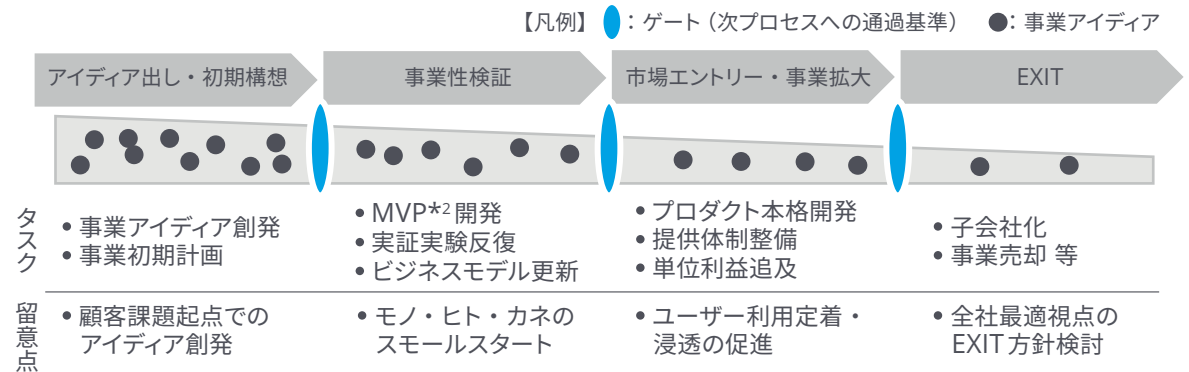 【凡例】 :ゲート(次プロセスへの通過基準) :事業アイディア
アイディア出し・初期構想
事業性検証
市場エントリー・事業拡大
EXIT
タスク
• 事業アイディア創発
• 事業初期計画
• MVP*2開発
• 実証実験反復
• ビジネスモデル更新
• プロダクト本格開発
• 提供体制整備
• 単位利益追及
• 子会社化
• 事業売却 等
留意点
• 顧客課題起点での
アイディア創発
• モノ・ヒト・カネの
スモールスタート
• ユーザー利用定着・
浸透の促進
• 全社最適視点の
EXIT方針検討